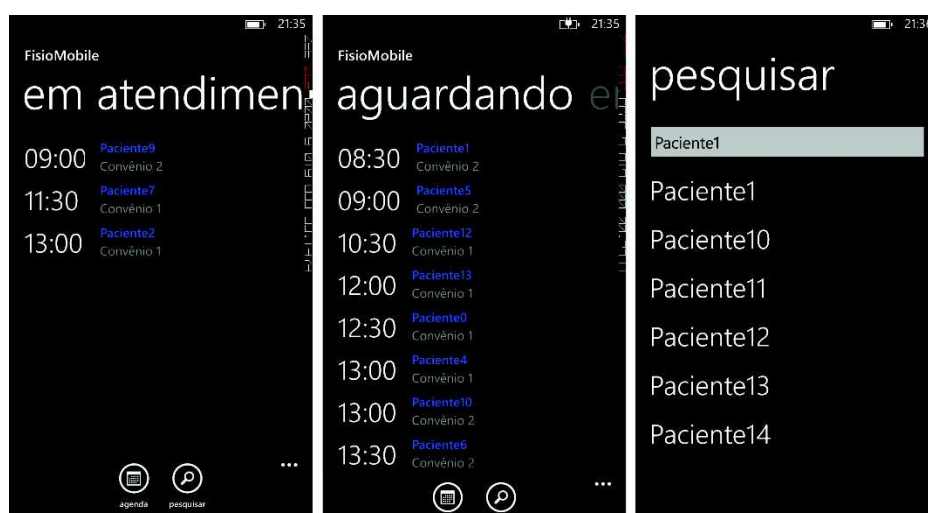 21:35
FisioMobile
em atendimen
09:00 Paciente9
Convênio 2
11:30 Paciente7
Convênio 1
13:00 Paciente2
Convênio 1
agenda pesquisar
21:35
FisioMobile
aguardando
08:30 Paciente1
Convênio 2
09:00 Paciente5
Convênio 2
10:30 Paciente12
Convênio 1
12:00 Paciente13
Convênio 1
12:30 Paciente0
Convênio 1
13:00 Paciente4
Convênio 1
13:00 Paciente10
Convênio 2
13:30 Paciente6
Convênio 2
pesquisar
Paciente1
Paciente1
Paciente10
Paciente11
Paciente12
Paciente13
Paciente14